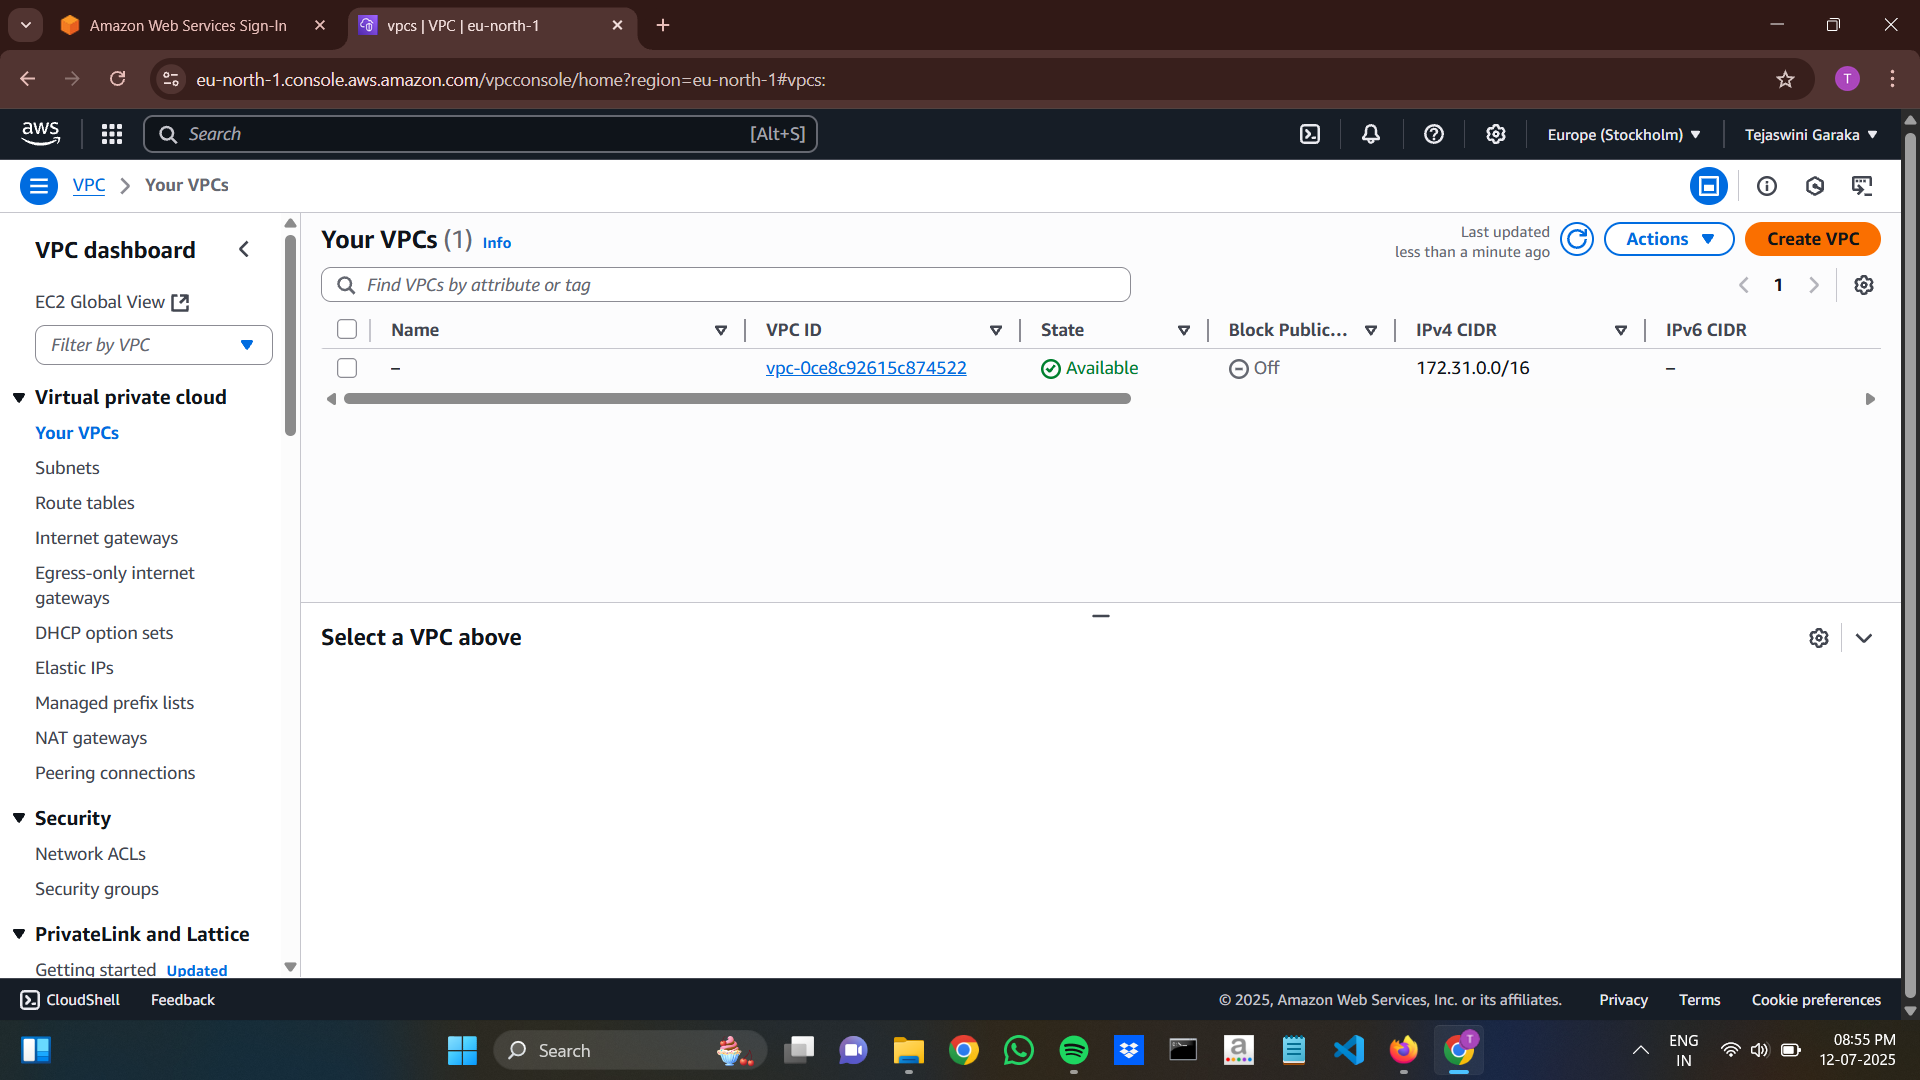 Amazon Web Services Sign-In
vpcs | VPC | eu-north-1
eu-north-1.console.aws.amazon.com/vpcconsole/home?region=eu-north-1#vpcs:
T
aws
Search
[Alt+S]
Europe (Stockholm)
Tejaswini Garaka
VPC
Your VPCs
VPC dashboard
EC2 Global View
Filter by VPC
Virtual private cloud
Your VPCs
Subnets
Route tables
Internet gateways
Egress-only internet
gateways
DHCP option sets
Elastic IPs
Managed prefix lists
NAT gateways
Peering connections
Security
Network ACLs
Security groups
PrivateLink and Lattice
Getting started Updated
Your VPCs (1) Info
Last updated
less than a minute ago
Actions
Create VPC
Find VPCs by attribute or tag
1
Name
VPC ID
State
Block Public...
IPv4 CIDR
IPv6 CIDR
–
vpc-0ce8c92615c874522
Available
Off
172.31.0.0/16
–
Select a VPC above
CloudShell
Feedback
© 2025, Amazon Web Services, Inc. or its affiliates.
Privacy
Terms
Cookie preferences
Search
a
T
ENG
IN
08:55 PM
12-07-2025